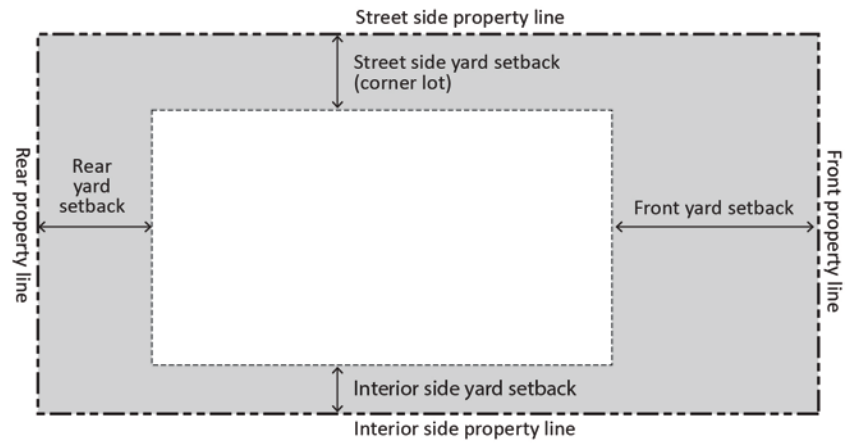 Street side property line
Street side yard setback
(corner lot)
Rear property line
Rear
yard
setback
Front yard setback
Front property line
Interior side yard setback
Interior side property line